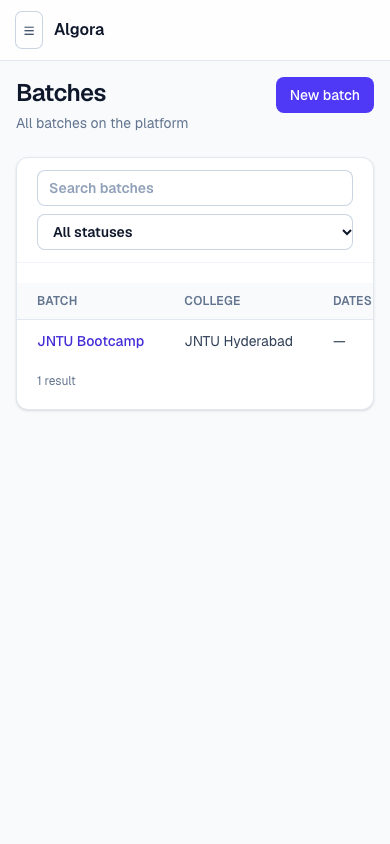 ☰ Algora
Batches
New batch
All batches on the platform
Search batches
All statuses
BATCH COLLEGE DATES
JNTU Bootcamp JNTU Hyderabad —
1 result